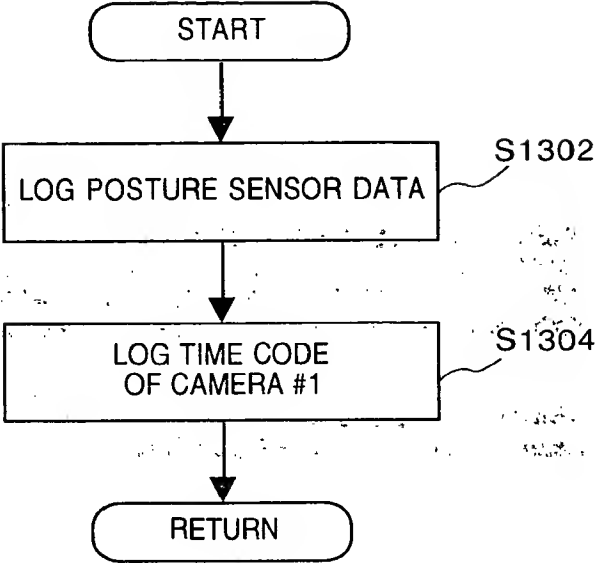 START
LOG POSTURE SENSOR DATA
S1302
LOG TIME CODE
OF CAMERA #1
S1304
RETURN